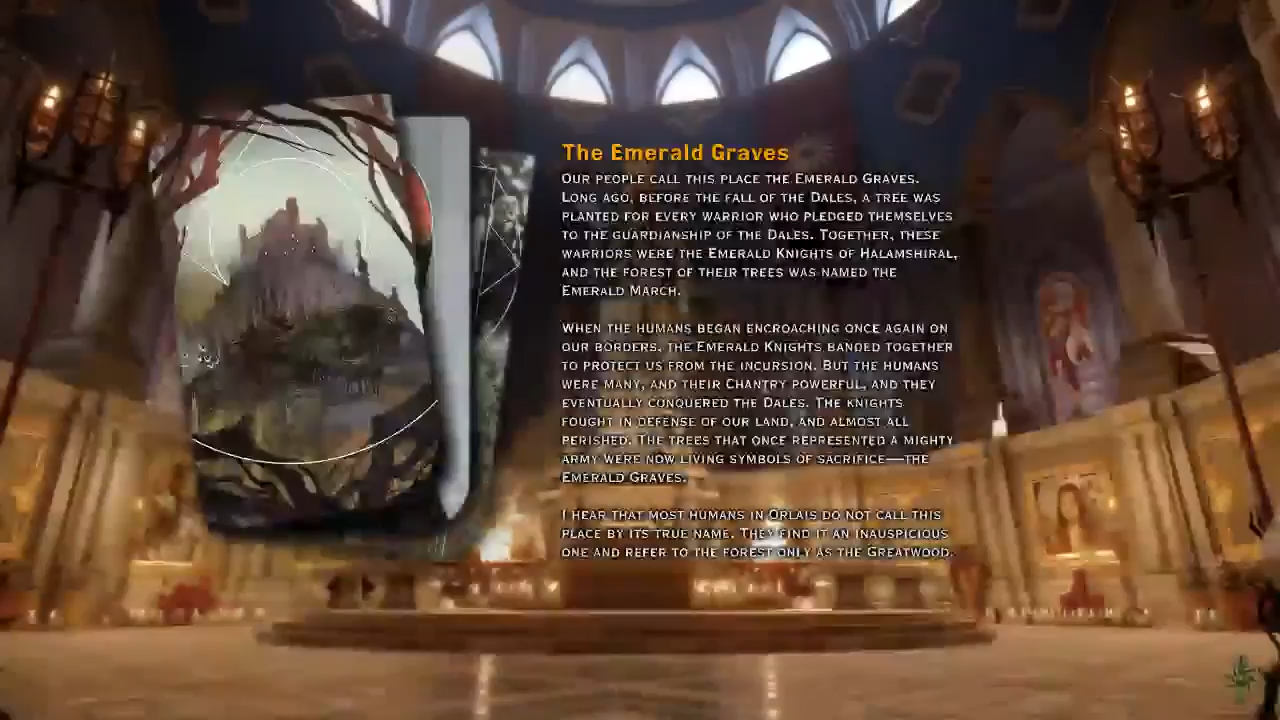 The Emerald Graves
Our people call this place the Emerald Graves.
Long ago, before the fall of the Dales, a tree was
planted for every warrior who pledged themselves
to the guardianship of the Dales. Together, these
warriors were the Emerald Knights of Halamshiral,
and the forest of their trees was named the
Emerald March.
When the humans began encroaching once again on
our borders, the Emerald Knights banded together
to protect us from the incursion. But the humans
were many, and their Chantry powerful, and they
eventually conquered the Dales. The knights
fought in defense of our land, and almost all
perished. The trees that once represented a mighty
army were now living symbols of sacrifice—the
Emerald Graves.
I hear that most humans in Orlais do not call this
place by its true name. They find it an inauspicious
one and refer to the forest only as the Greatwood.